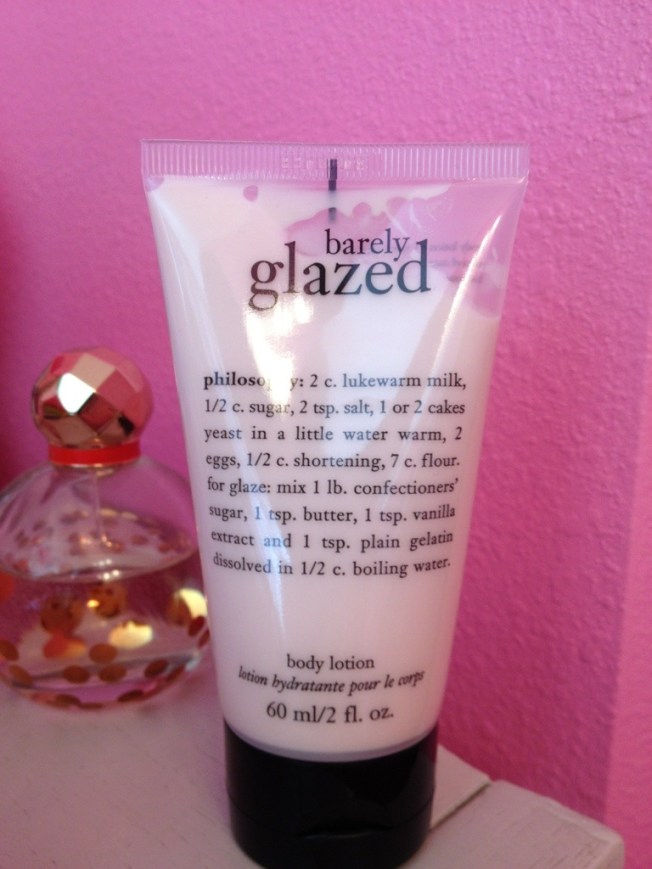 barely
glazed
philosophy: 2 c. lukewarm milk,
1/2 c. sugar, 2 tsp. salt, 1 or 2 cakes
yeast in a little water warm, 2
eggs, 1/2 c. shortening, 7 c. flour.
for glaze: mix 1 lb. confectioners'
sugar, 1 tsp. butter, 1 tsp. vanilla
extract and 1 tsp. plain gelatin
dissolved in 1/2 c. boiling water.
body lotion
lotion hydratante pour le corps
60 ml/2 fl. oz.